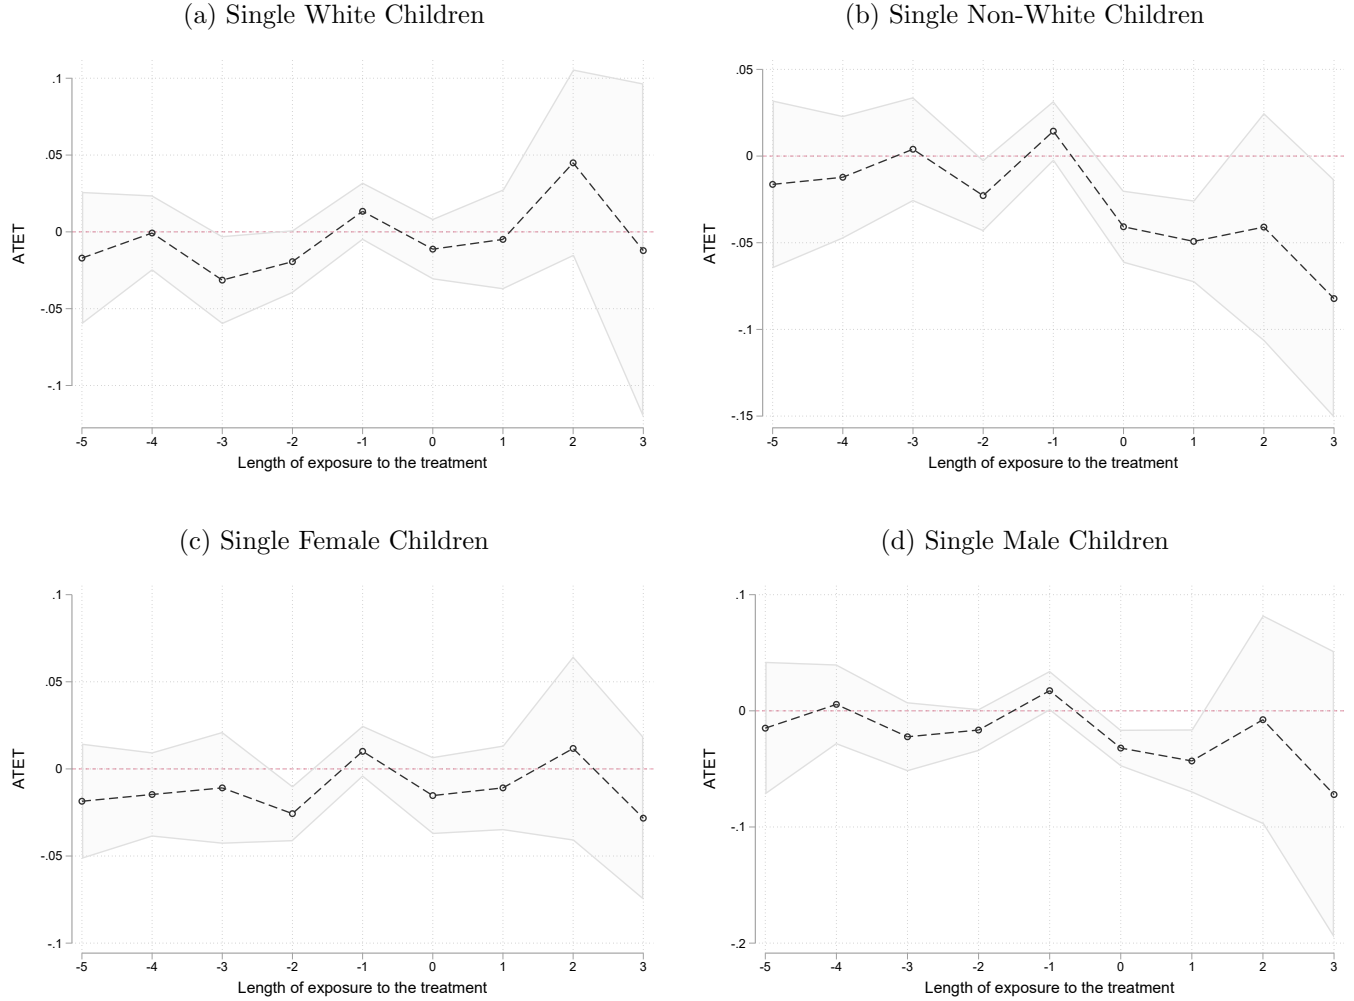 (a) Single White Children
.1
.05
0
-.05
-.1
ATET
-5 -4 -3 -2 -1 0 1 2 3
Length of exposure to the treatment
(b) Single Non-White Children
.05
0
-.05
-.1
-.15
ATET
-5 -4 -3 -2 -1 0 1 2 3
Length of exposure to the treatment
(c) Single Female Children
.1
.05
0
-.05
-.1
ATET
-5 -4 -3 -2 -1 0 1 2 3
Length of exposure to the treatment
(d) Single Male Children
.1
0
-.1
-.2
ATET
-5 -4 -3 -2 -1 0 1 2 3
Length of exposure to the treatment